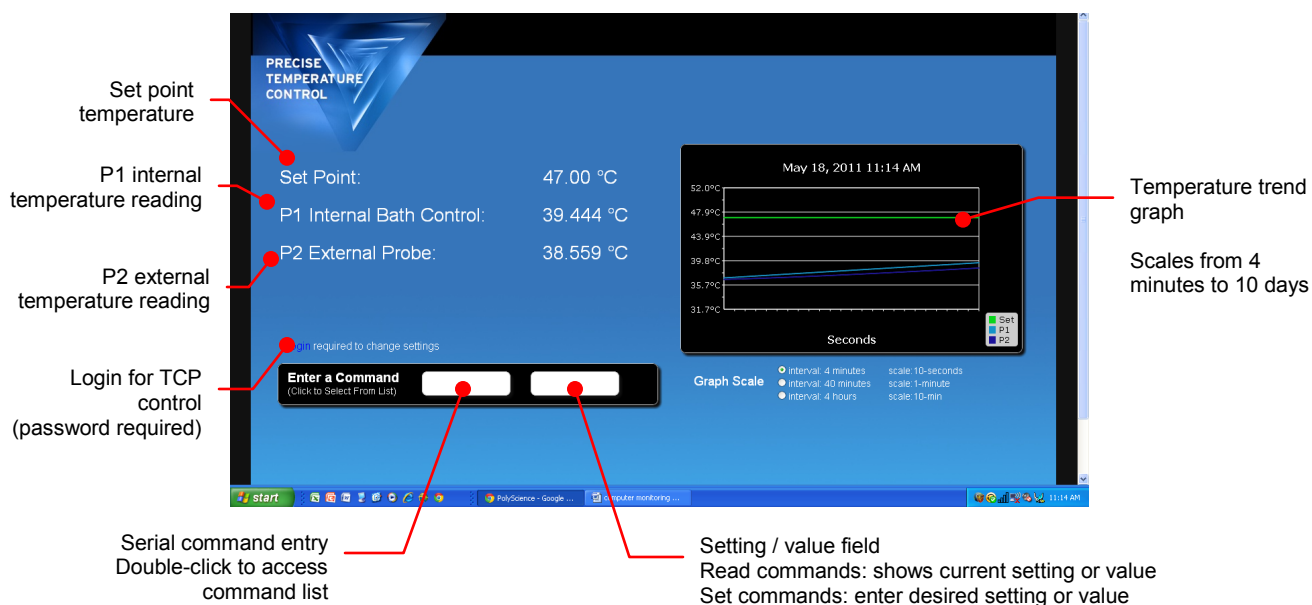 PRECISE
TEMPERATURE
CONTROL
Set point
temperature
P1 internal
temperature reading
P2 external
temperature reading
Login for TCP
control
(password required)
Set Point: 47.00 °C
P1 Internal Bath Control: 39.444 °C
P2 External Probe: 38.559 °C
Login required to change settings
Enter a Command
(Click to Select From List)
May 18, 2011 11:14 AM
52.0°C
47.9°C
43.9°C
39.8°C
35.7°C
31.7°C
Seconds
Set
P1
P2
Graph Scale
interval: 4 minutes scale:10-seconds
interval: 40 minutes scale:1-minute
interval: 4 hours scale:10-min
Temperature trend
graph
Scales from 4
minutes to 10 days
start
PolyScience - Google ...
computer monitoring ...
11:14 AM
Serial command entry
Double-click to access
command list
Setting / value field
Read commands: shows current setting or value
Set commands: enter desired setting or value